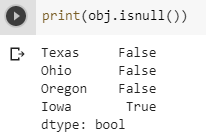 print(obj.isnull())
Texas     False
Ohio      False
Oregon    False
Iowa       True
dtype: bool